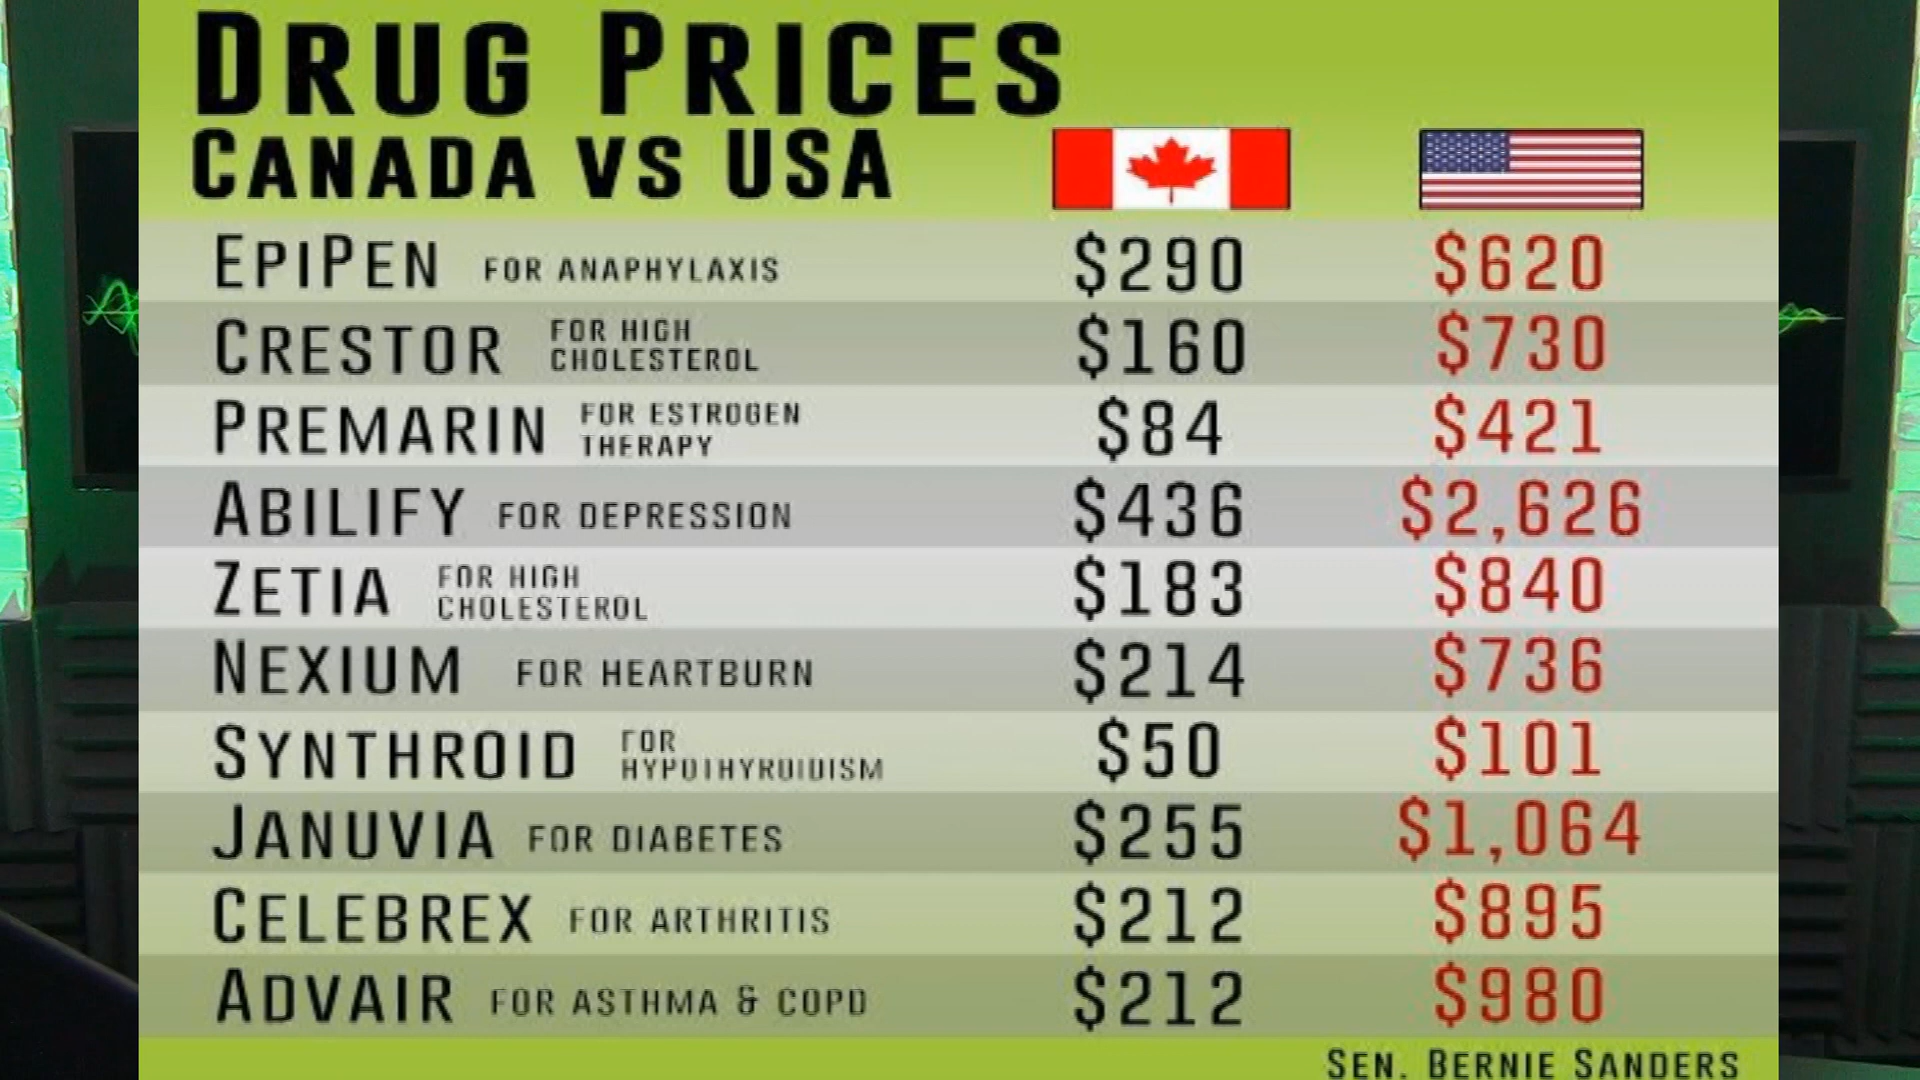 DRUG PRICES
CANADA VS USA
EPIPEN FOR ANAPHYLAXIS $290 $620
CRESTOR FOR HIGH CHOLESTEROL $160 $730
PREMARIN FOR ESTROGEN THERAPY $84 $421
ABILIFY FOR DEPRESSION $436 $2,626
ZETIA FOR HIGH CHOLESTEROL $183 $840
NEXIUM FOR HEARTBURN $214 $736
SYNTHROID FOR HYPOTHYROIDISM $50 $101
JANUVIA FOR DIABETES $255 $1,064
CELEBREX FOR ARTHRITIS $212 $895
ADVAIR FOR ASTHMA & COPD $212 $980
SEN. BERNIE SANDERS